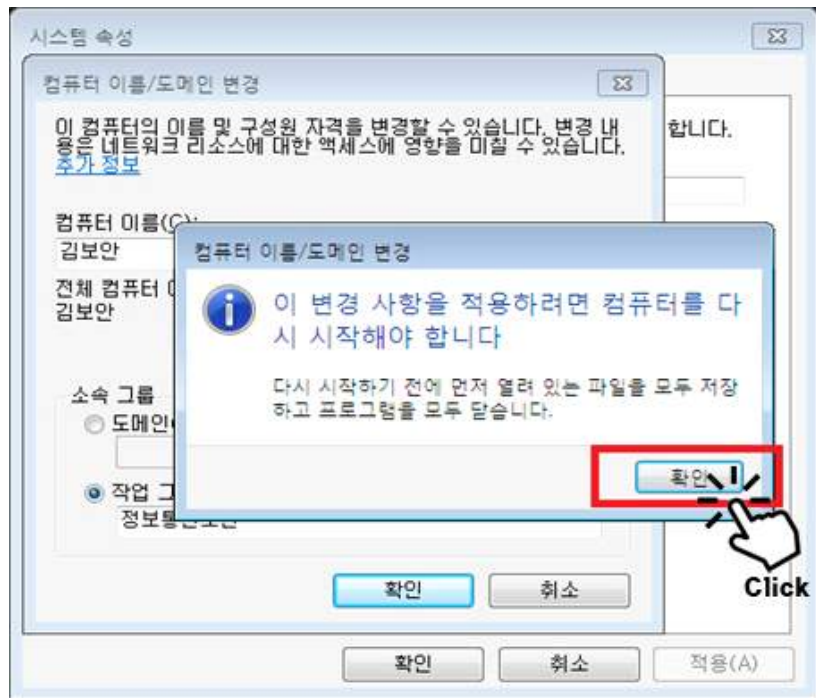 시스템 속성
컴퓨터 이름/도메인 변경
이 컴퓨터의 이름 및 구성원 자격을 변경할 수 있습니다. 변경 내
용은 네트워크 리소스에 대한 액세스에 영향을 미칠 수 있습니다.
추가 정보
합니다.
컴퓨터 이름(C):
김보안
전체 컴퓨터
김보안
컴퓨터 이름/도메인 변경
이 변경 사항을 적용하려면 컴퓨터를 다
시 시작해야 합니다
다시 시작하기 전에 먼저 열려 있는 파일을 모두 저장
하고 프로그램을 모두 닫습니다.
확인
Click
소속 그룹
도메인
작업
확인
취소
확인
취소
적용(A)